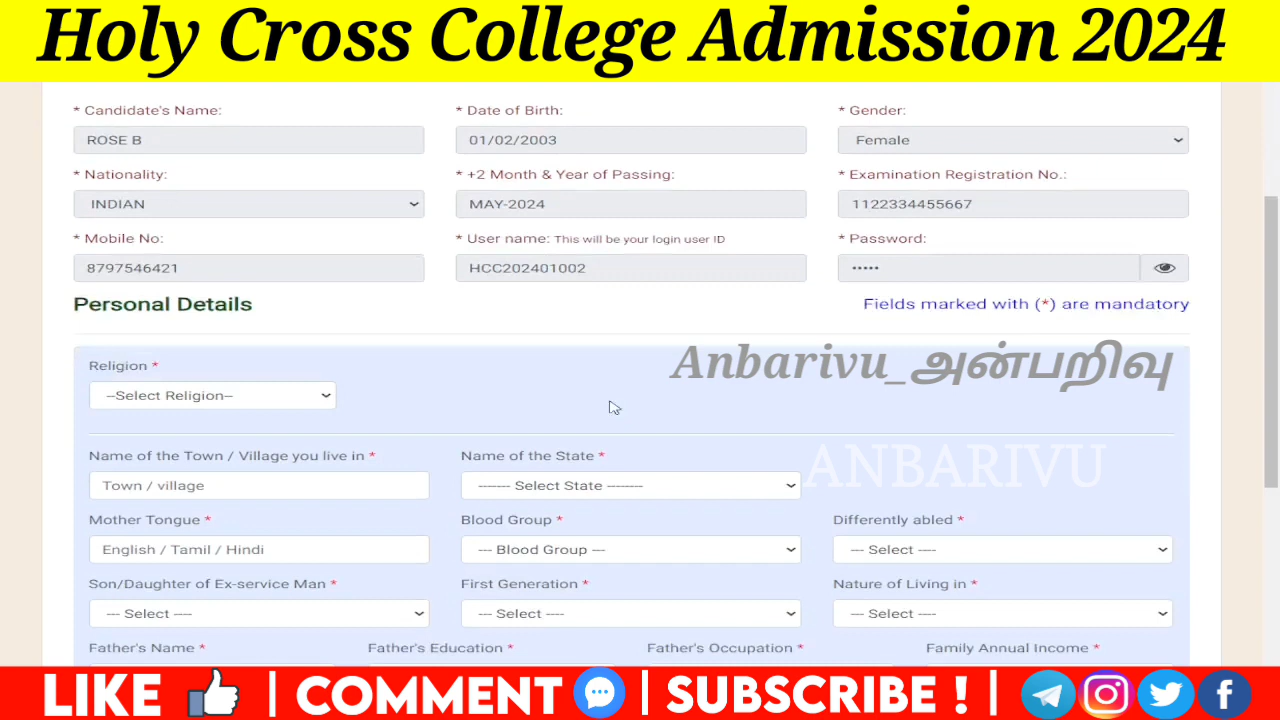 Holy Cross College Admission 2024
* Candidate's Name: * Date of Birth: * Gender:
ROSE B 01/02/2003 Female
* Nationality: * +2 Month & Year of Passing: * Examination Registration No.:
INDIAN MAY-2024 1122334455667
* Mobile No: * User name: This will be your login user ID * Password:
8797546421 HCC202401002 •••••
Personal Details Fields marked with (*) are mandatory
Religion * Anbarivu_அன்பறிவு
--Select Religion--
Name of the Town / Village you live in * Name of the State * ANBARIVU
Town / village ------- Select State --------
Mother Tongue * Blood Group * Differently abled *
English / Tamil / Hindi --- Blood Group --- --- Select ----
Son/Daughter of Ex-service Man * First Generation * Nature of Living in *
--- Select ---- --- Select ---- --- Select ----
Father's Name * Father's Education * Father's Occupation * Family Annual Income *
LIKE | COMMENT | SUBSCRIBE ! |